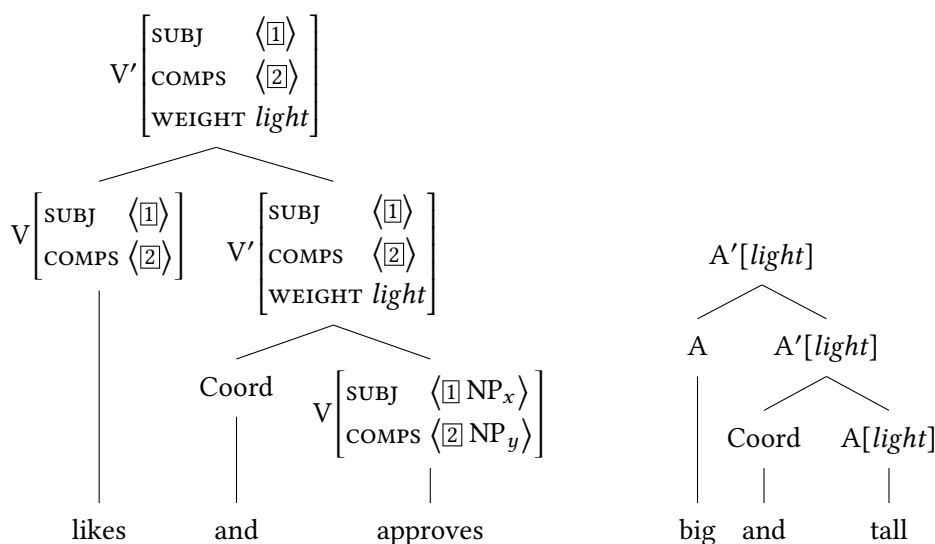 V′ [SUBJ ⟨[1]⟩
COMPS ⟨[2]⟩
WEIGHT light]
V [SUBJ ⟨[1]⟩
COMPS ⟨[2]⟩]
V′ [SUBJ ⟨[1]⟩
COMPS ⟨[2]⟩
WEIGHT light]
Coord
V [SUBJ ⟨[1] NPₓ⟩
COMPS ⟨[2] NP_y⟩]
likes and approves
A′[light]
A A′[light]
Coord A[light]
big and tall